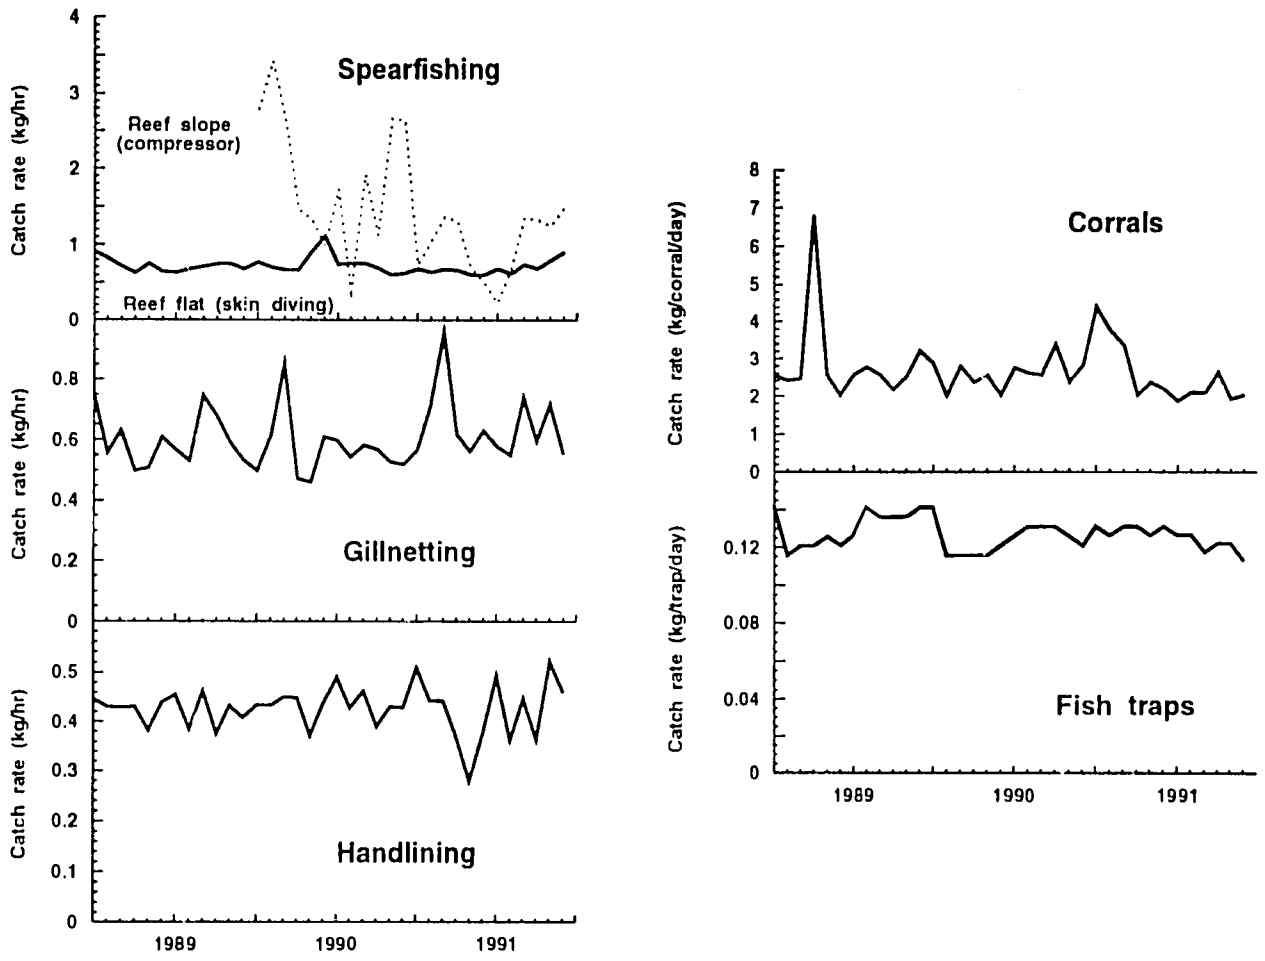 Spearfishing
Catch rate (kg/hr)
4
3
2
1
0
Reef slope
(compressor)
Reef flat (skin diving)
Gillnetting
Catch rate (kg/hr)
0.8
0.6
0.4
0.2
0
Handlining
Catch rate (kg/hr)
0.5
0.4
0.3
0.2
0.1
0
1989 1990 1991
Corrals
Catch rate (kg/corral/day)
8
7
6
5
4
3
2
1
0
Fish traps
Catch rate (kg/trap/day)
0.12
0.08
0.04
0
1989 1990 1991